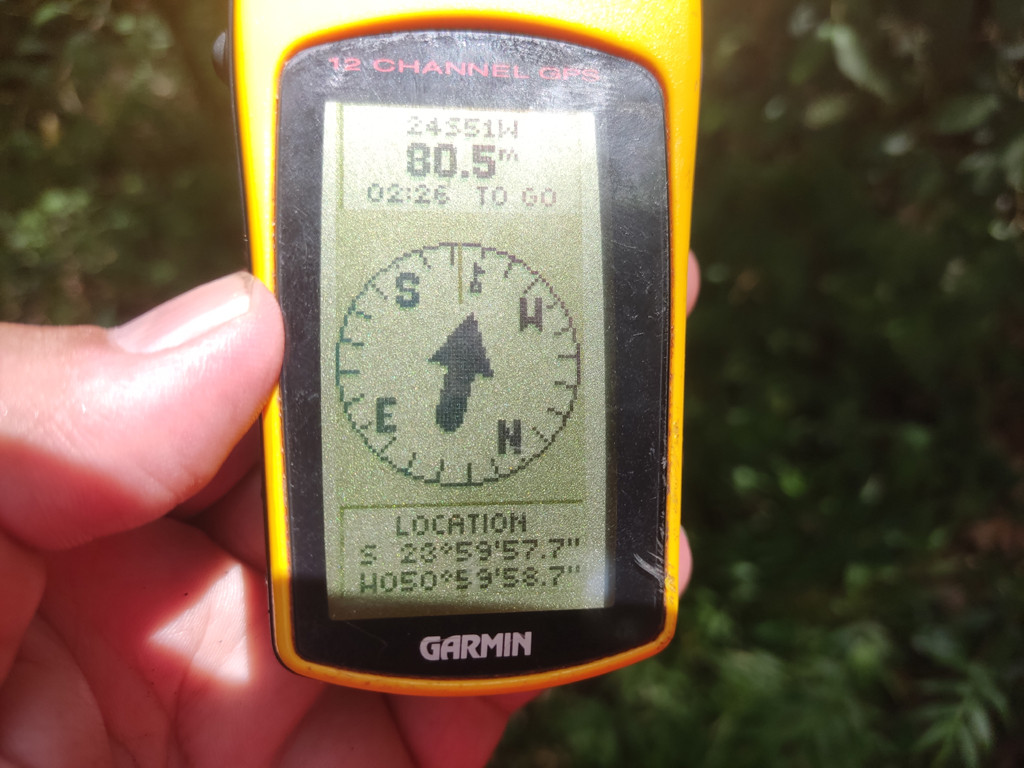 12 CHANNEL GPS
24S51W
80.5m
02:26 TO GO
S
W
E
N
LOCATION
S 23°59'57.7"
W050°59'58.7"
GARMIN